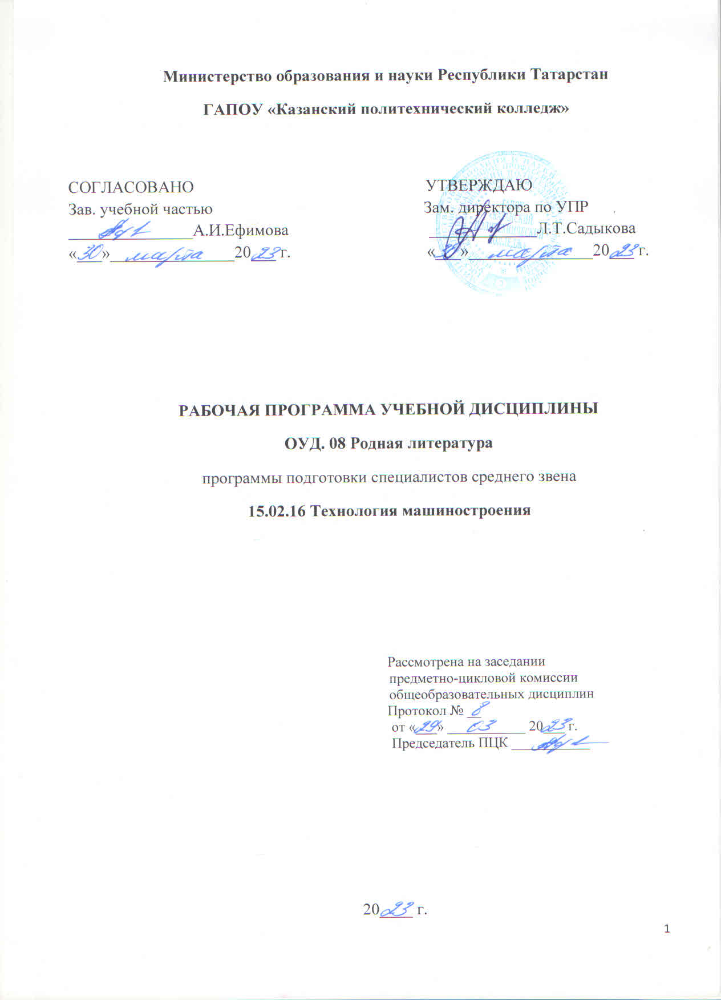 Министерство образования и науки Республики Татарстан
ГАПОУ «Казанский политехнический колледж»
СОГЛАСОВАНО
Зав. учебной частью
А.И.Ефимова
«30» марта 2023 г.
УТВЕРЖДАЮ
Зам. директора по УПР
Л.Т.Садыкова
«30» марта 2023 г.
РАБОЧАЯ ПРОГРАММА УЧЕБНОЙ ДИСЦИПЛИНЫ
ОУД. 08 Родная литература
программы подготовки специалистов среднего звена
15.02.16 Технология машиностроения
Рассмотрена на заседании
предметно-цикловой комиссии
общеобразовательных дисциплин
Протокол № 8
от «29» 03 2023 г.
Председатель ПЦК
2023 г.
1